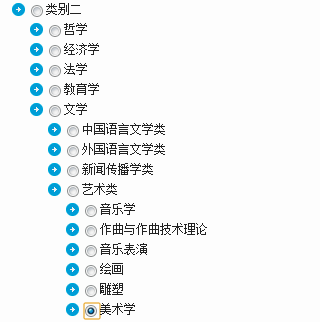 类别二
哲学
经济学
法学
教育学
文学
中国语言文学类
外国语言文学类
新闻传播学类
艺术类
音乐学
作曲与作曲技术理论
音乐表演
绘画
雕塑
美术学